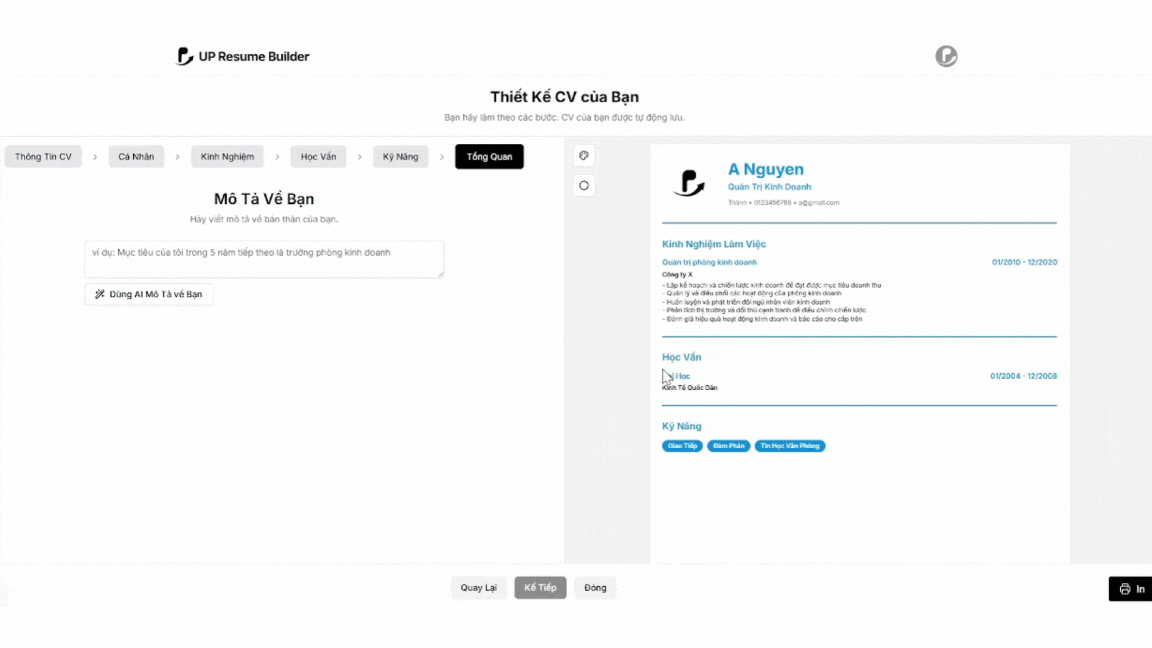 UP Resume Builder
Thiết Kế CV của Bạn
Bạn hãy làm theo các bước. CV của bạn được tự động lưu.
Thông Tin CV > Cá Nhân > Kinh Nghiệm > Học Vấn > Kỹ Năng > Tổng Quan
Mô Tả Về Bạn
Hãy viết mô tả về bản thân của bạn.
ví dụ: Mục tiêu của tôi trong 5 năm tiếp theo là trưởng phòng kinh doanh
Dùng AI Mô Tả về Bạn
A Nguyen
Quản Trị Kinh Doanh
Thành • 0123456789 • a@gmail.com
Kinh Nghiệm Làm Việc
Quản trị phòng kinh doanh 01/2010 - 12/2020
Công ty X
- Lập kế hoạch và chiến lược kinh doanh để đạt được mục tiêu doanh thu
- Quản lý và điều phối các hoạt động của phòng kinh doanh
- Huấn luyện và phát triển đội ngũ nhân viên kinh doanh
- Phân tích thị trường và đối thủ cạnh tranh để điều chỉnh chiến lược
- Đánh giá hiệu quả hoạt động kinh doanh và báo cáo cho cấp trên
Học Vấn
Học 01/2004 - 12/2008
Kinh Tế Quốc Dân
Kỹ Năng
Giao Tiếp Đàm Phán Tin Học Văn Phòng
Quay Lại Kế Tiếp Đóng
In